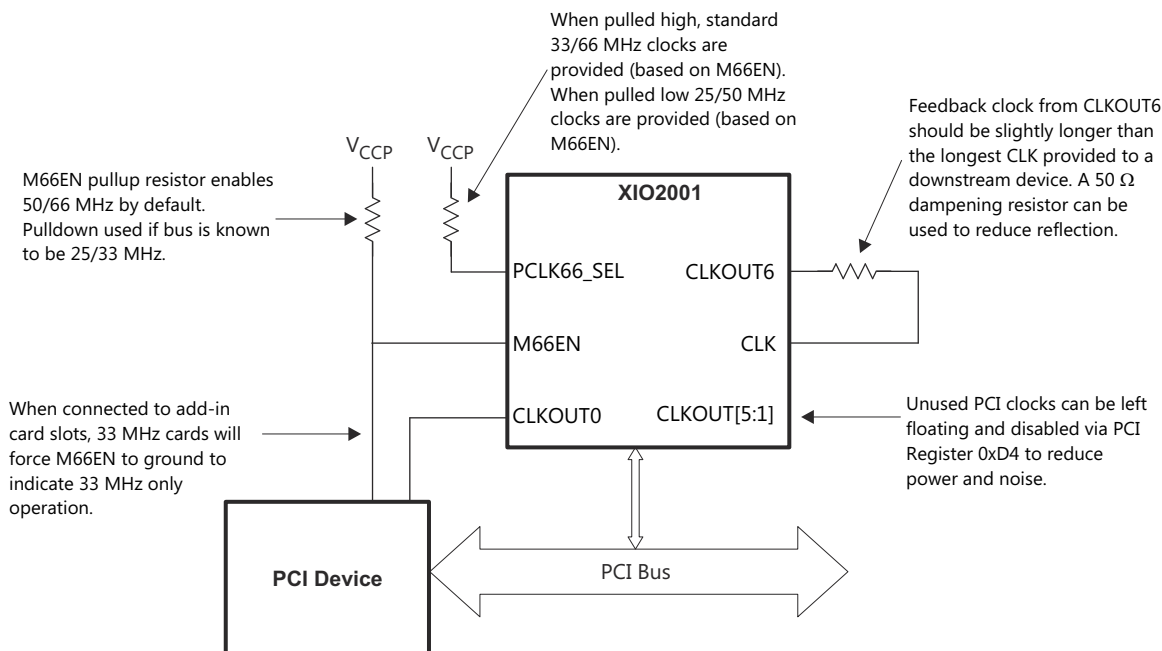 When pulled high, standard
33/66 MHz clocks are
provided (based on M66EN).
When pulled low 25/50 MHz
clocks are provided (based on
M66EN).
Feedback clock from CLKOUT6
should be slightly longer than
the longest CLK provided to a
downstream device. A 50 Ω
dampening resistor can be
used to reduce reflection.
VCCP
VCCP
M66EN pullup resistor enables
50/66 MHz by default.
Pulldown used if bus is known
to be 25/33 MHz.
XIO2001
PCLK66_SEL
CLKOUT6
M66EN
CLK
CLKOUT0
CLKOUT[5:1]
When connected to add-in
card slots, 33 MHz cards will
force M66EN to ground to
indicate 33 MHz only
operation.
Unused PCI clocks can be left
floating and disabled via PCI
Register 0xD4 to reduce
power and noise.
PCI Device
PCI Bus